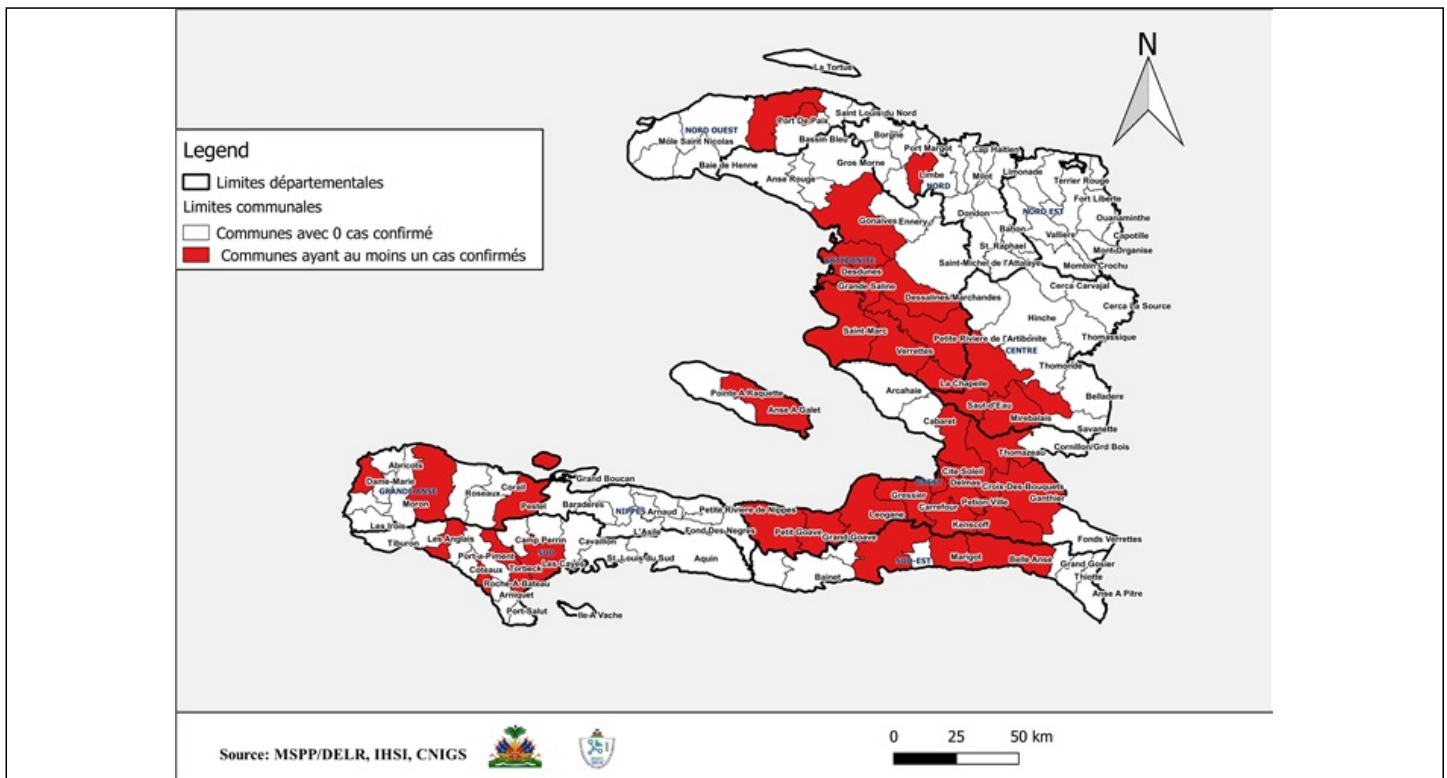 N
La Tortue
Saint Louis du Nord
Port De Paix
NORD OUEST
Môle Saint Nicolas
Bassin Bleu
Borgne
Baie de Henne
Port Margot
Cap Haïtien
Gros Morne
Anse Rouge
Limbe
NORD
Milot
Limonade
Terrier Rouge
Fort Liberte
NORD EST
Ouanaminthe
Capotille
Mont-Organise
Valliere
Mombin Crochu
Dondon
Bahon
St. Raphael
Gonaives
Ennery
Saint-Michel de l'Attalaye
ARTIBONITE
Desdunes
Grande Saline
Dessalines/Marchandes
Cerca Carvajal
Cerca La Source
Hinche
Thomassique
Saint-Marc
Petite Riviere de l'Artibonite
CENTRE
Verrettes
Thomonde
La Chapelle
Belladere
Arcahaie
Saut-d'Eau
Mirebalais
Savanette
Cabaret
Cornillon/Grd Bois
Pointe A Raquette
Anse A Galet
Thomazeau
Cite Soleil
Delmas
Croix-Des-Bouquets
OUEST
Gressier
Carrefour
Petion Ville
Ganthier
Leogane
Kenscoff
Petit Goave
Grand Goave
Fonds Verrettes
Bainet
SUD-EST
Marigot
Belle Anse
Grand Gosier
Thiotte
Anse A Pitre
Abricots
Dame-Marie
GRANDE ANSE
Moron
Roseaux
Corail
Pestel
Grand Boucan
Baraderes
NIPPES
Arnaud
Petite Riviere de Nippes
L'Asile
Fond Des Negres
Les Irois
Tiburon
Les Anglais
Port-a-Piment
Camp Perrin
SUD
Cavaillon
Les Cayes
St. Louis du Sud
Aquin
Coteaux
Torbeck
Roche-A-Bateau
Arniquet
Port-Salut
Ile A Vache
Legend
Limites départementales
Limites communales
Communes avec 0 cas confirmé
Communes ayant au moins un cas confirmés
Source: MSPP/DELR, IHSI, CNIGS
0 25 50 km